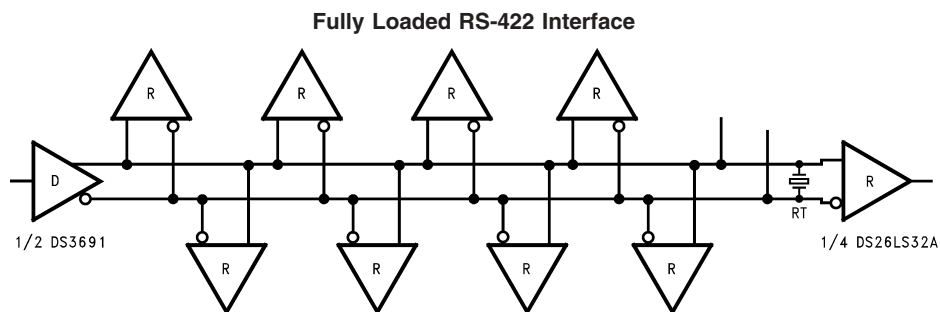 Fully Loaded RS-422 Interface
R R R R
D
R
RT
1/2 DS3691
1/4 DS26LS32A
R R R R